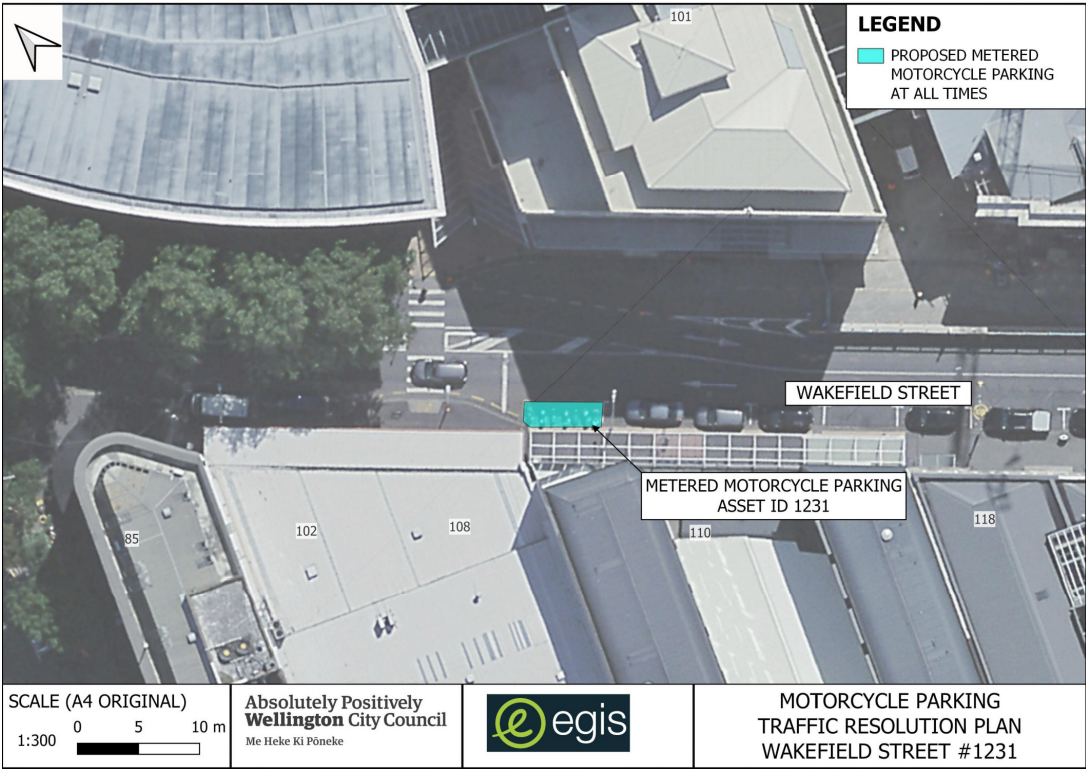 101
LEGEND
PROPOSED METERED
MOTORCYCLE PARKING
AT ALL TIMES
WAKEFIELD STREET
METERED MOTORCYCLE PARKING
ASSET ID 1231
85
102
108
110
118
SCALE (A4 ORIGINAL)
1:300
0 5 10 m
Absolutely Positively
Wellington City Council
Me Heke Ki Pōneke
egis
MOTORCYCLE PARKING
TRAFFIC RESOLUTION PLAN
WAKEFIELD STREET #1231